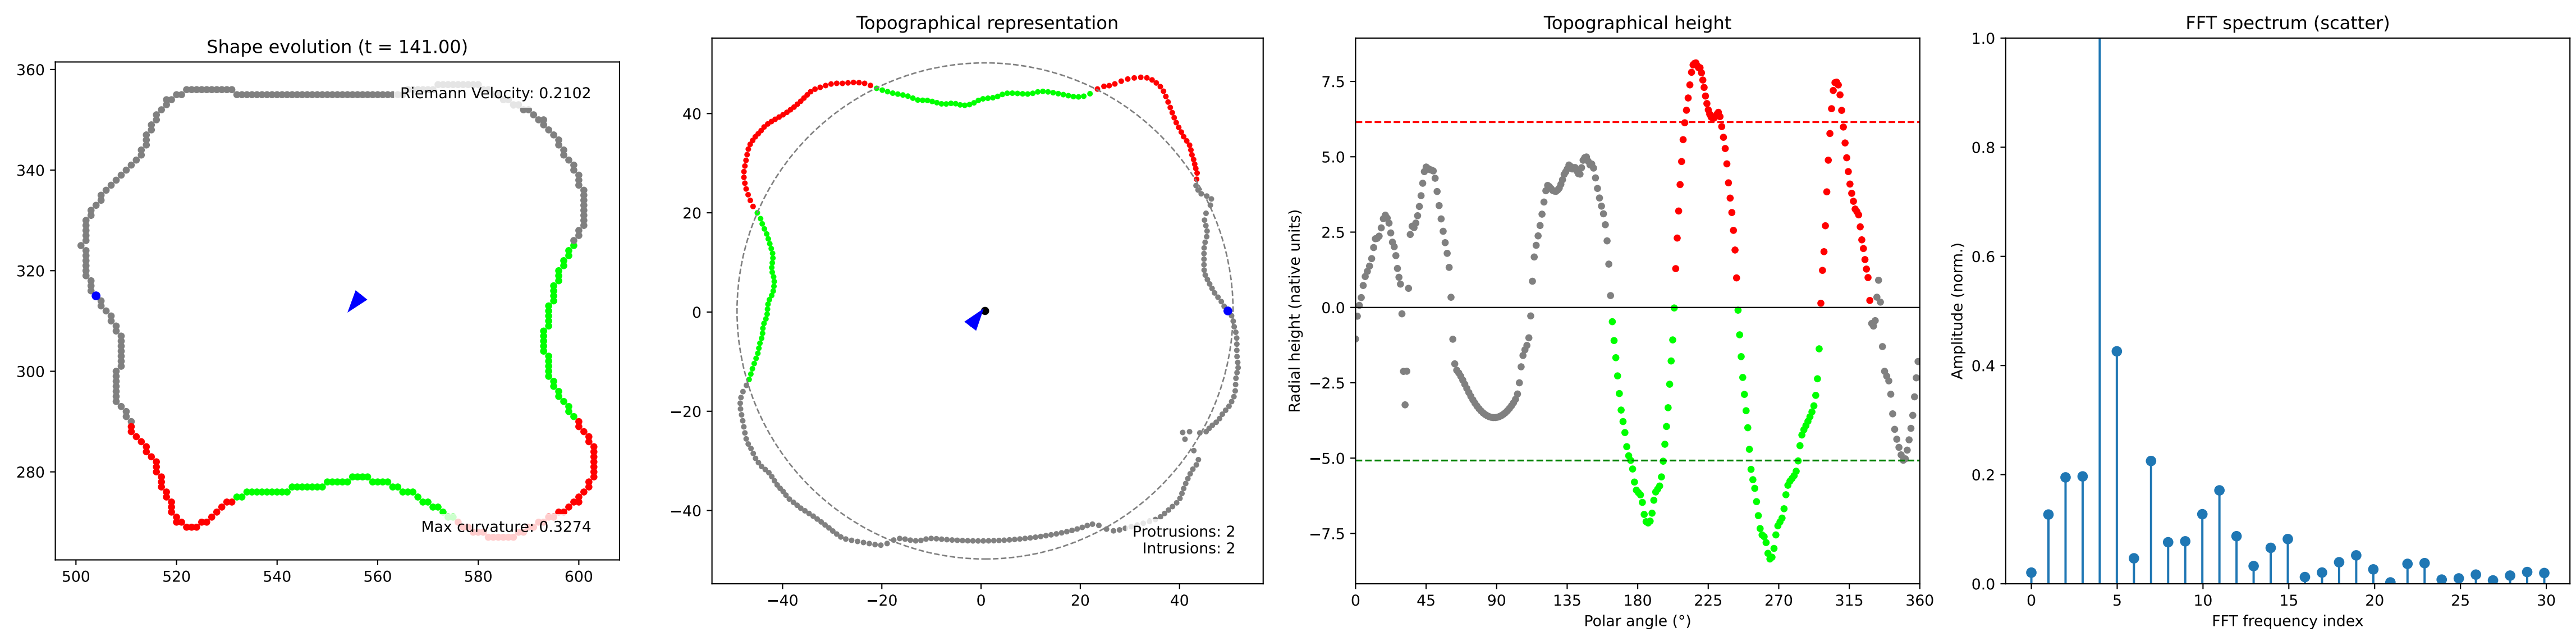 Shape evolution (t = 141.00)
Riemann Velocity: 0.2102
Max curvature: 0.3274
360
340
320
300
280
500 520 540 560 580 600
Topographical representation
40
20
0
−20
−40
−40 −20 0 20 40
Protrusions: 2
Intrusions: 2
Topographical height
Radial height (native units)
7.5
5.0
2.5
0.0
−2.5
−5.0
−7.5
0 45 90 135 180 225 270 315 360
Polar angle (°)
FFT spectrum (scatter)
Amplitude (norm.)
1.0
0.8
0.6
0.4
0.2
0.0
0 5 10 15 20 25 30
FFT frequency index